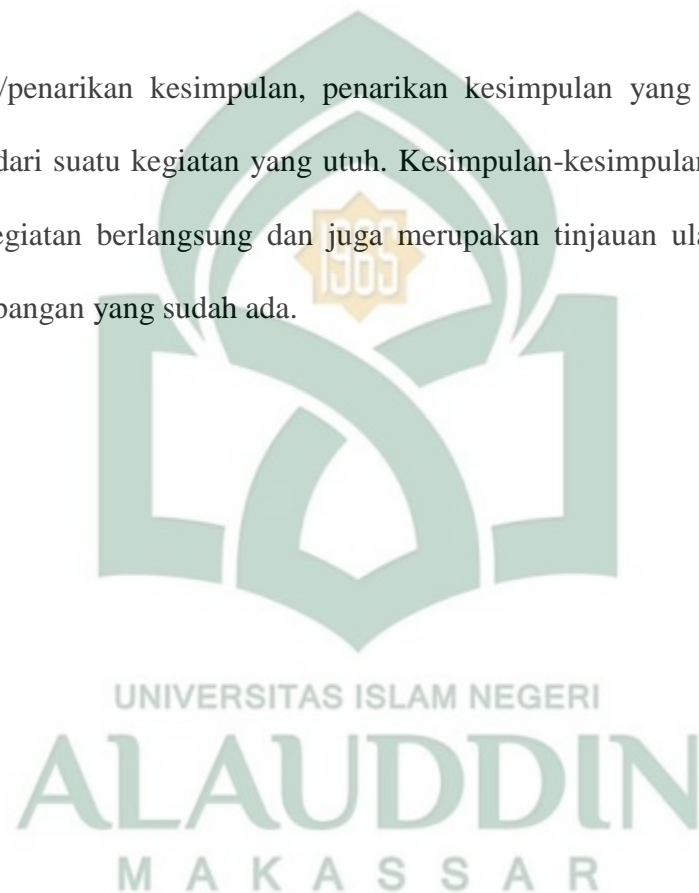 /penarikan kesimpulan, penarikan kesimpulan yang
dari suatu kegiatan yang utuh. Kesimpulan-kesimpulan
egiatan berlangsung dan juga merupakan tinjauan ula
pangan yang sudah ada.
1965
UNIVERSITAS ISLAM NEGERI
ALAUDDIN
MAKASSAR